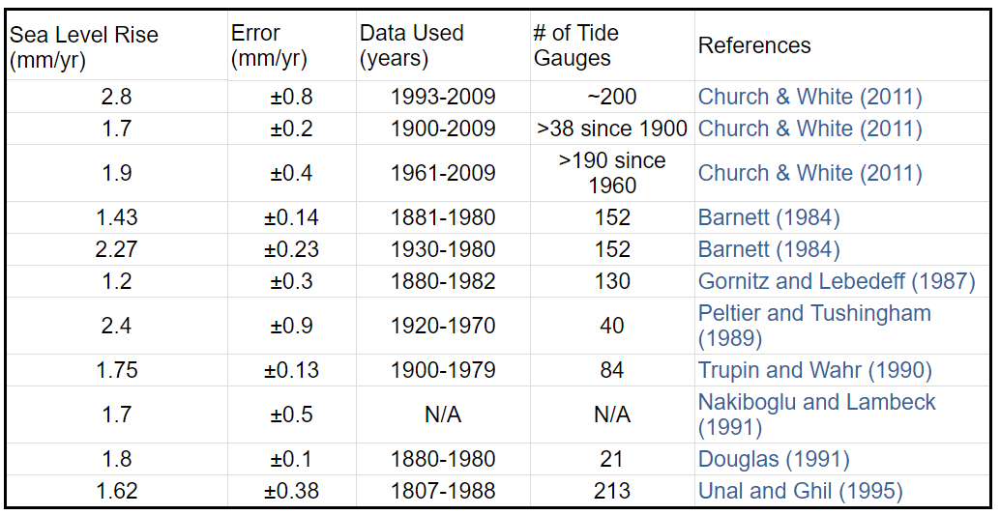 Sea Level Rise (mm/yr) Error (mm/yr) Data Used (years) # of Tide Gauges References
2.8 ±0.8 1993-2009 ~200 Church & White (2011)
1.7 ±0.2 1900-2009 >38 since 1900 Church & White (2011)
1.9 ±0.4 1961-2009 >190 since 1960 Church & White (2011)
1.43 ±0.14 1881-1980 152 Barnett (1984)
2.27 ±0.23 1930-1980 152 Barnett (1984)
1.2 ±0.3 1880-1982 130 Gornitz and Lebedeff (1987)
2.4 ±0.9 1920-1970 40 Peltier and Tushingham (1989)
1.75 ±0.13 1900-1979 84 Trupin and Wahr (1990)
1.7 ±0.5 N/A N/A Nakiboglu and Lambeck (1991)
1.8 ±0.1 1880-1980 21 Douglas (1991)
1.62 ±0.38 1807-1988 213 Unal and Ghil (1995)